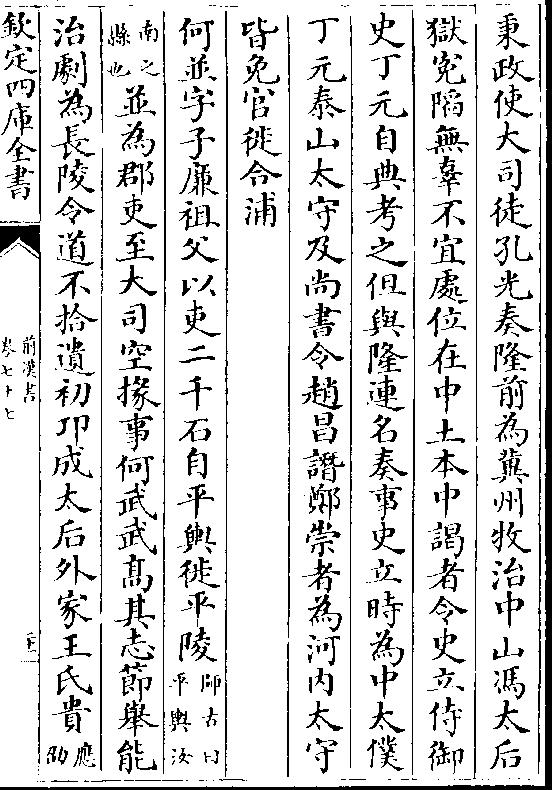 秉政使大司徒孔光奏隆前為冀州牧治中山馮太后
獄寃陷無辜不宜處位在中土本中謁者令史立侍御
史丁元自典考之但與隆連名奏事史立時為中太僕
丁元泰山太守及尚書令趙昌譖鄭崇者為河内太守
皆免官徙合浦
何並字子廉祖父以吏二千石自平輿徙平陵師古曰平輿汝
南之縣也並為郡吏至大司空掾事何武武髙其志節舉能
治劇為長陵令道不拾遺初卭成太后外家王氏貴應劭
欽定四庫全書
前漢書
卷七十七